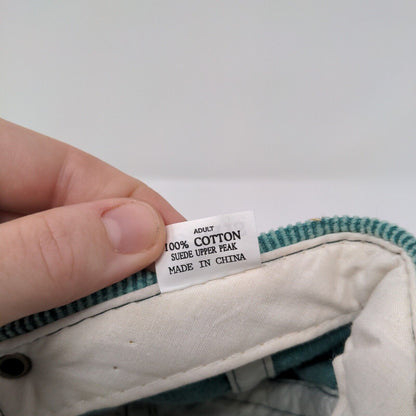 ADULT
100% COTTON
SUEDE UPPER PEAK
MADE IN CHINA